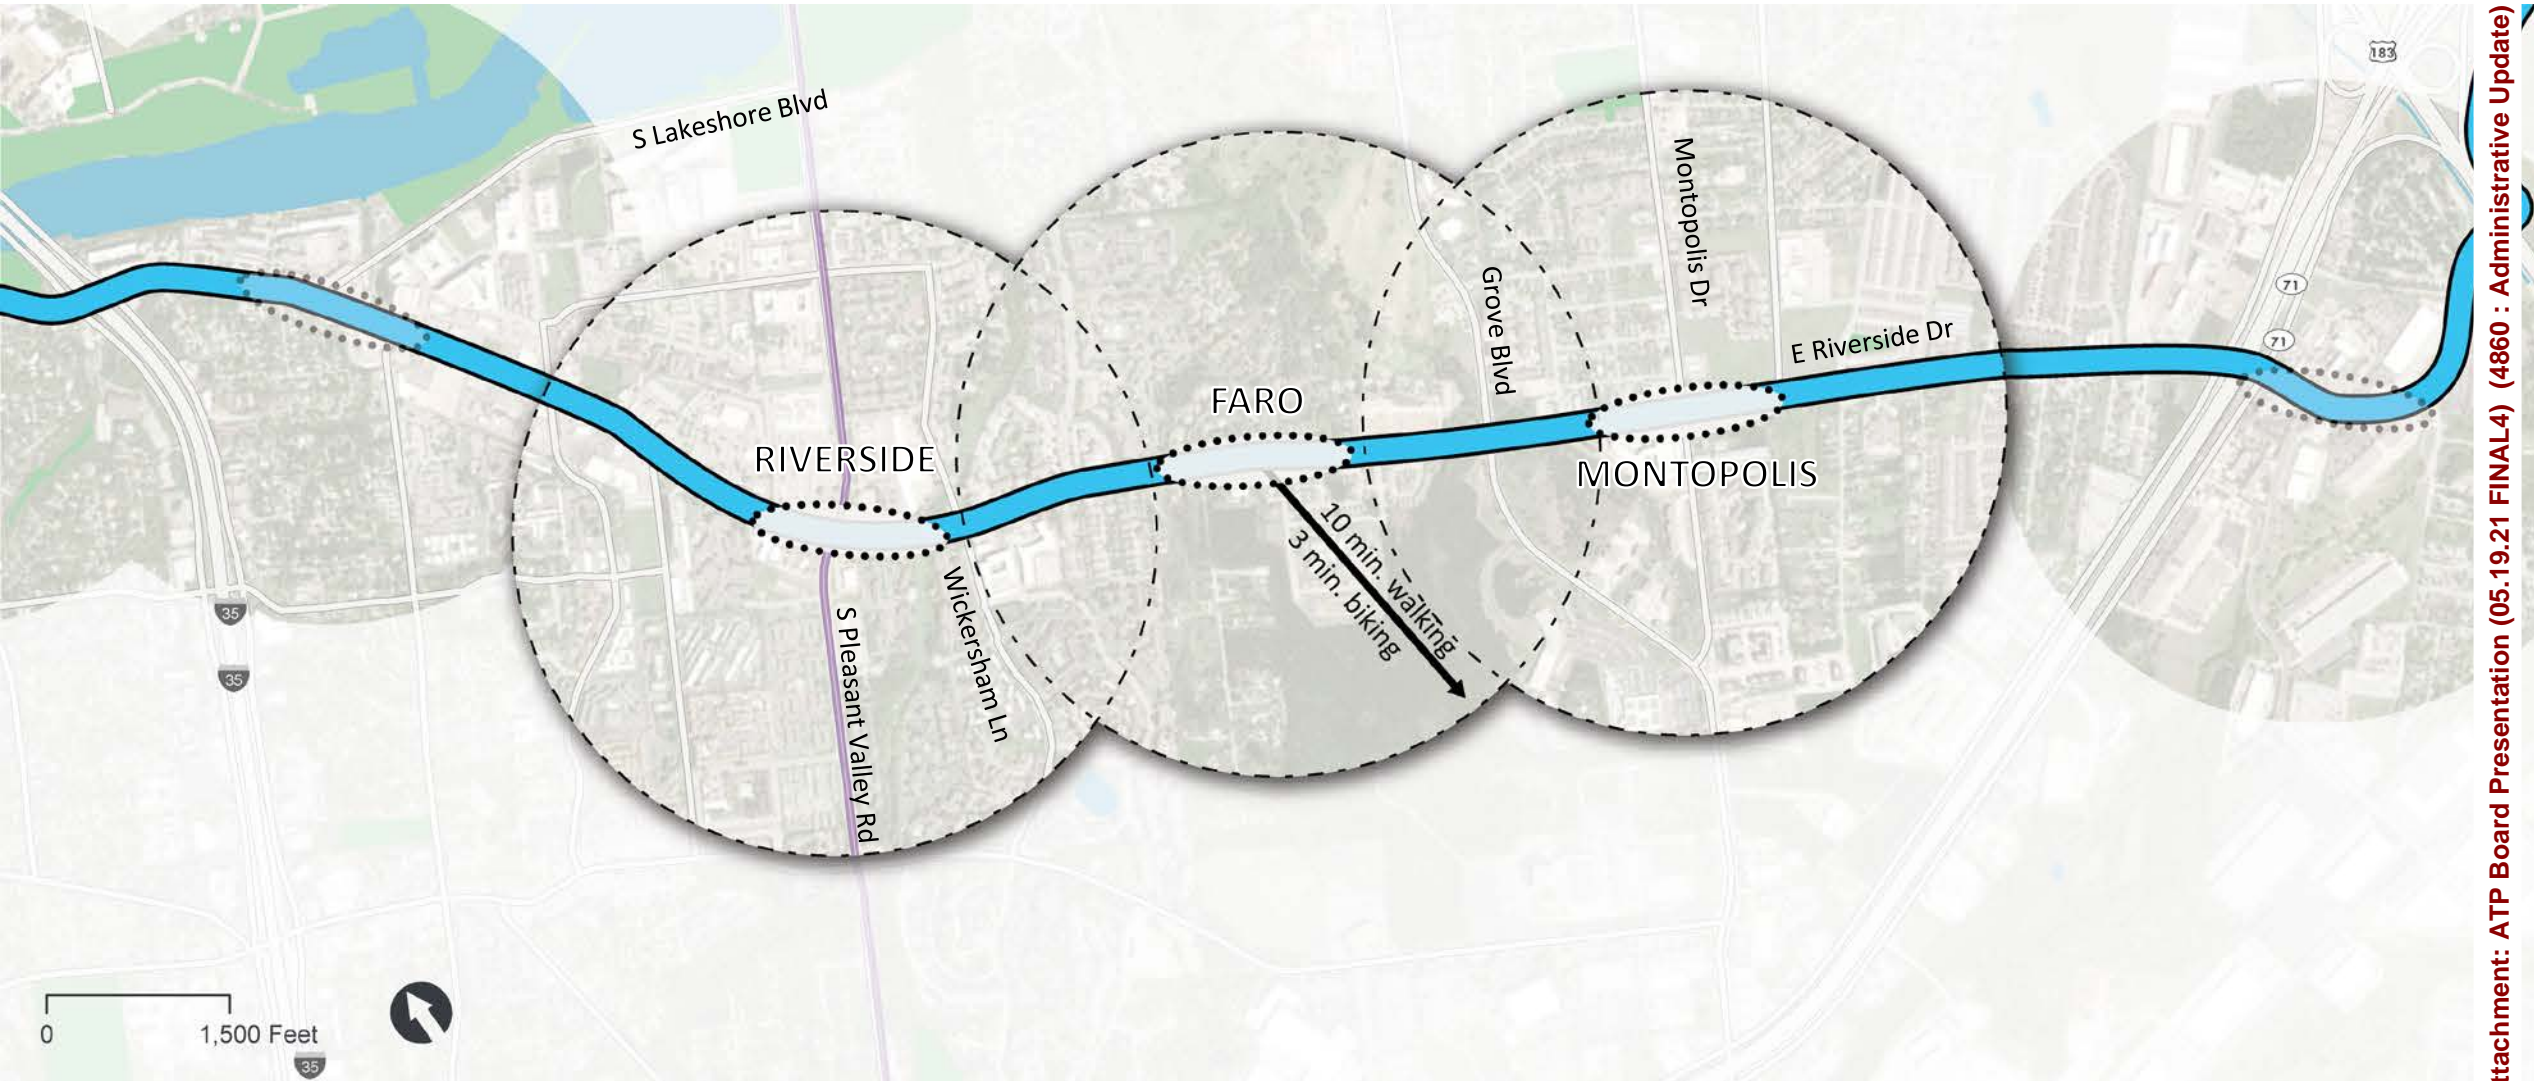 183
S Lakeshore Blvd
Montopolis Dr
Grove Blvd
71
71
E Riverside Dr
FARO
RIVERSIDE
MONTOPOLIS
10 min. walking
3 min. biking
Wickersham Ln
S Pleasant Valley Rd
35
35
0
1,500 Feet
35
ttachment: ATP Board Presentation (05.19.21 FINAL4) (4860 : Administrative Update)